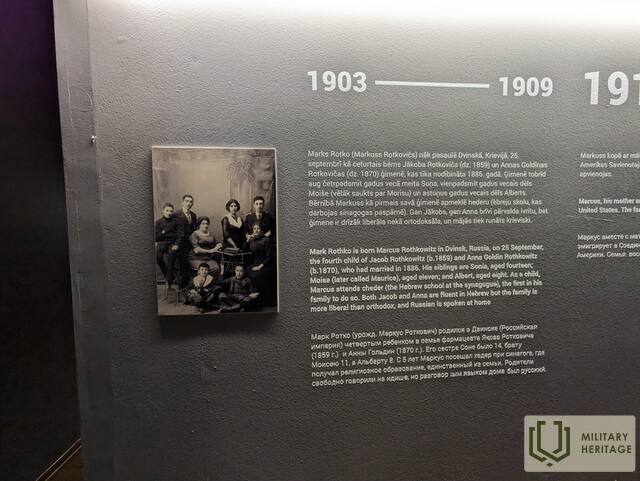 1903
1909
191
Marks Rotko (Markuss Rotkovičs) nāk pasaulē Dvinskā, Krievijā, 25.
septembrī kā ceturtais bērns Jākoba Rotkoviča (dz. 1859) un Annas Goldinas
Rotkovičas (dz. 1870) ģimenē, kas tika nodibināta 1886. gadā. Ģimenē tobrīd
aug četrpadsmit gadus vecā meita Soņa, vienpadsmit gadus vecais dēls
Moiše (vēlāk saukts par Morisu) un astoņus gadus vecais dēls Alberts.
Bērnībā Markuss kā pirmais savā ģimenē apmeklē hederu (ebreju skolu, kas
darbojas sinagogas paspārnē). Gan Jākobs, gan Anna brīvi pārvalda ivritu, bet
ģimene ir drīzāk liberāla nekā ortodoksāla, un mājās tiek runāts krieviski.
Mark Rothko is born Marcus Rothkowitz in Dvinsk, Russia, on 25 September,
the fourth child of Jacob Rothkowitz (b.1859) and Anna Goldin Rothkowitz
(b.1870), who had married in 1886. His siblings are Sonia, aged fourteen;
Moise (later called Maurice), aged eleven; and Albert, aged eight. As a child,
Marcus attends cheder (the Hebrew school at the synagogue), the first in his
family to do so. Both Jacob and Anna are fluent in Hebrew but the family is
more liberal than orthodox, and Russian is spoken at home
Марк Ротко (урожд. Маркус Роткович) родился в Двинске (Российская
империя) четвертым ребенком в семье фармацевта Якова Ротковича
(1859 г.) и Анны Гольдин (1870 г.). Его сестре Соне было 14, брату
Моисею 11, а Альберту 8. С 5 лет Маркус посещал хедер при синагоге, где
получал религиозное образование, единственный из семьи. Родители
свободно говорили на идише, но разговорным языком дома был русский.
Markuss kopā ar mā
Amerikas Savienotaj
apvienojas.
Marcus, his mother a
United States. The fa
Маркус вместе с мат
эмигрирует в Соедин
Америки. Семья вос
MILITARY
HERITAGE